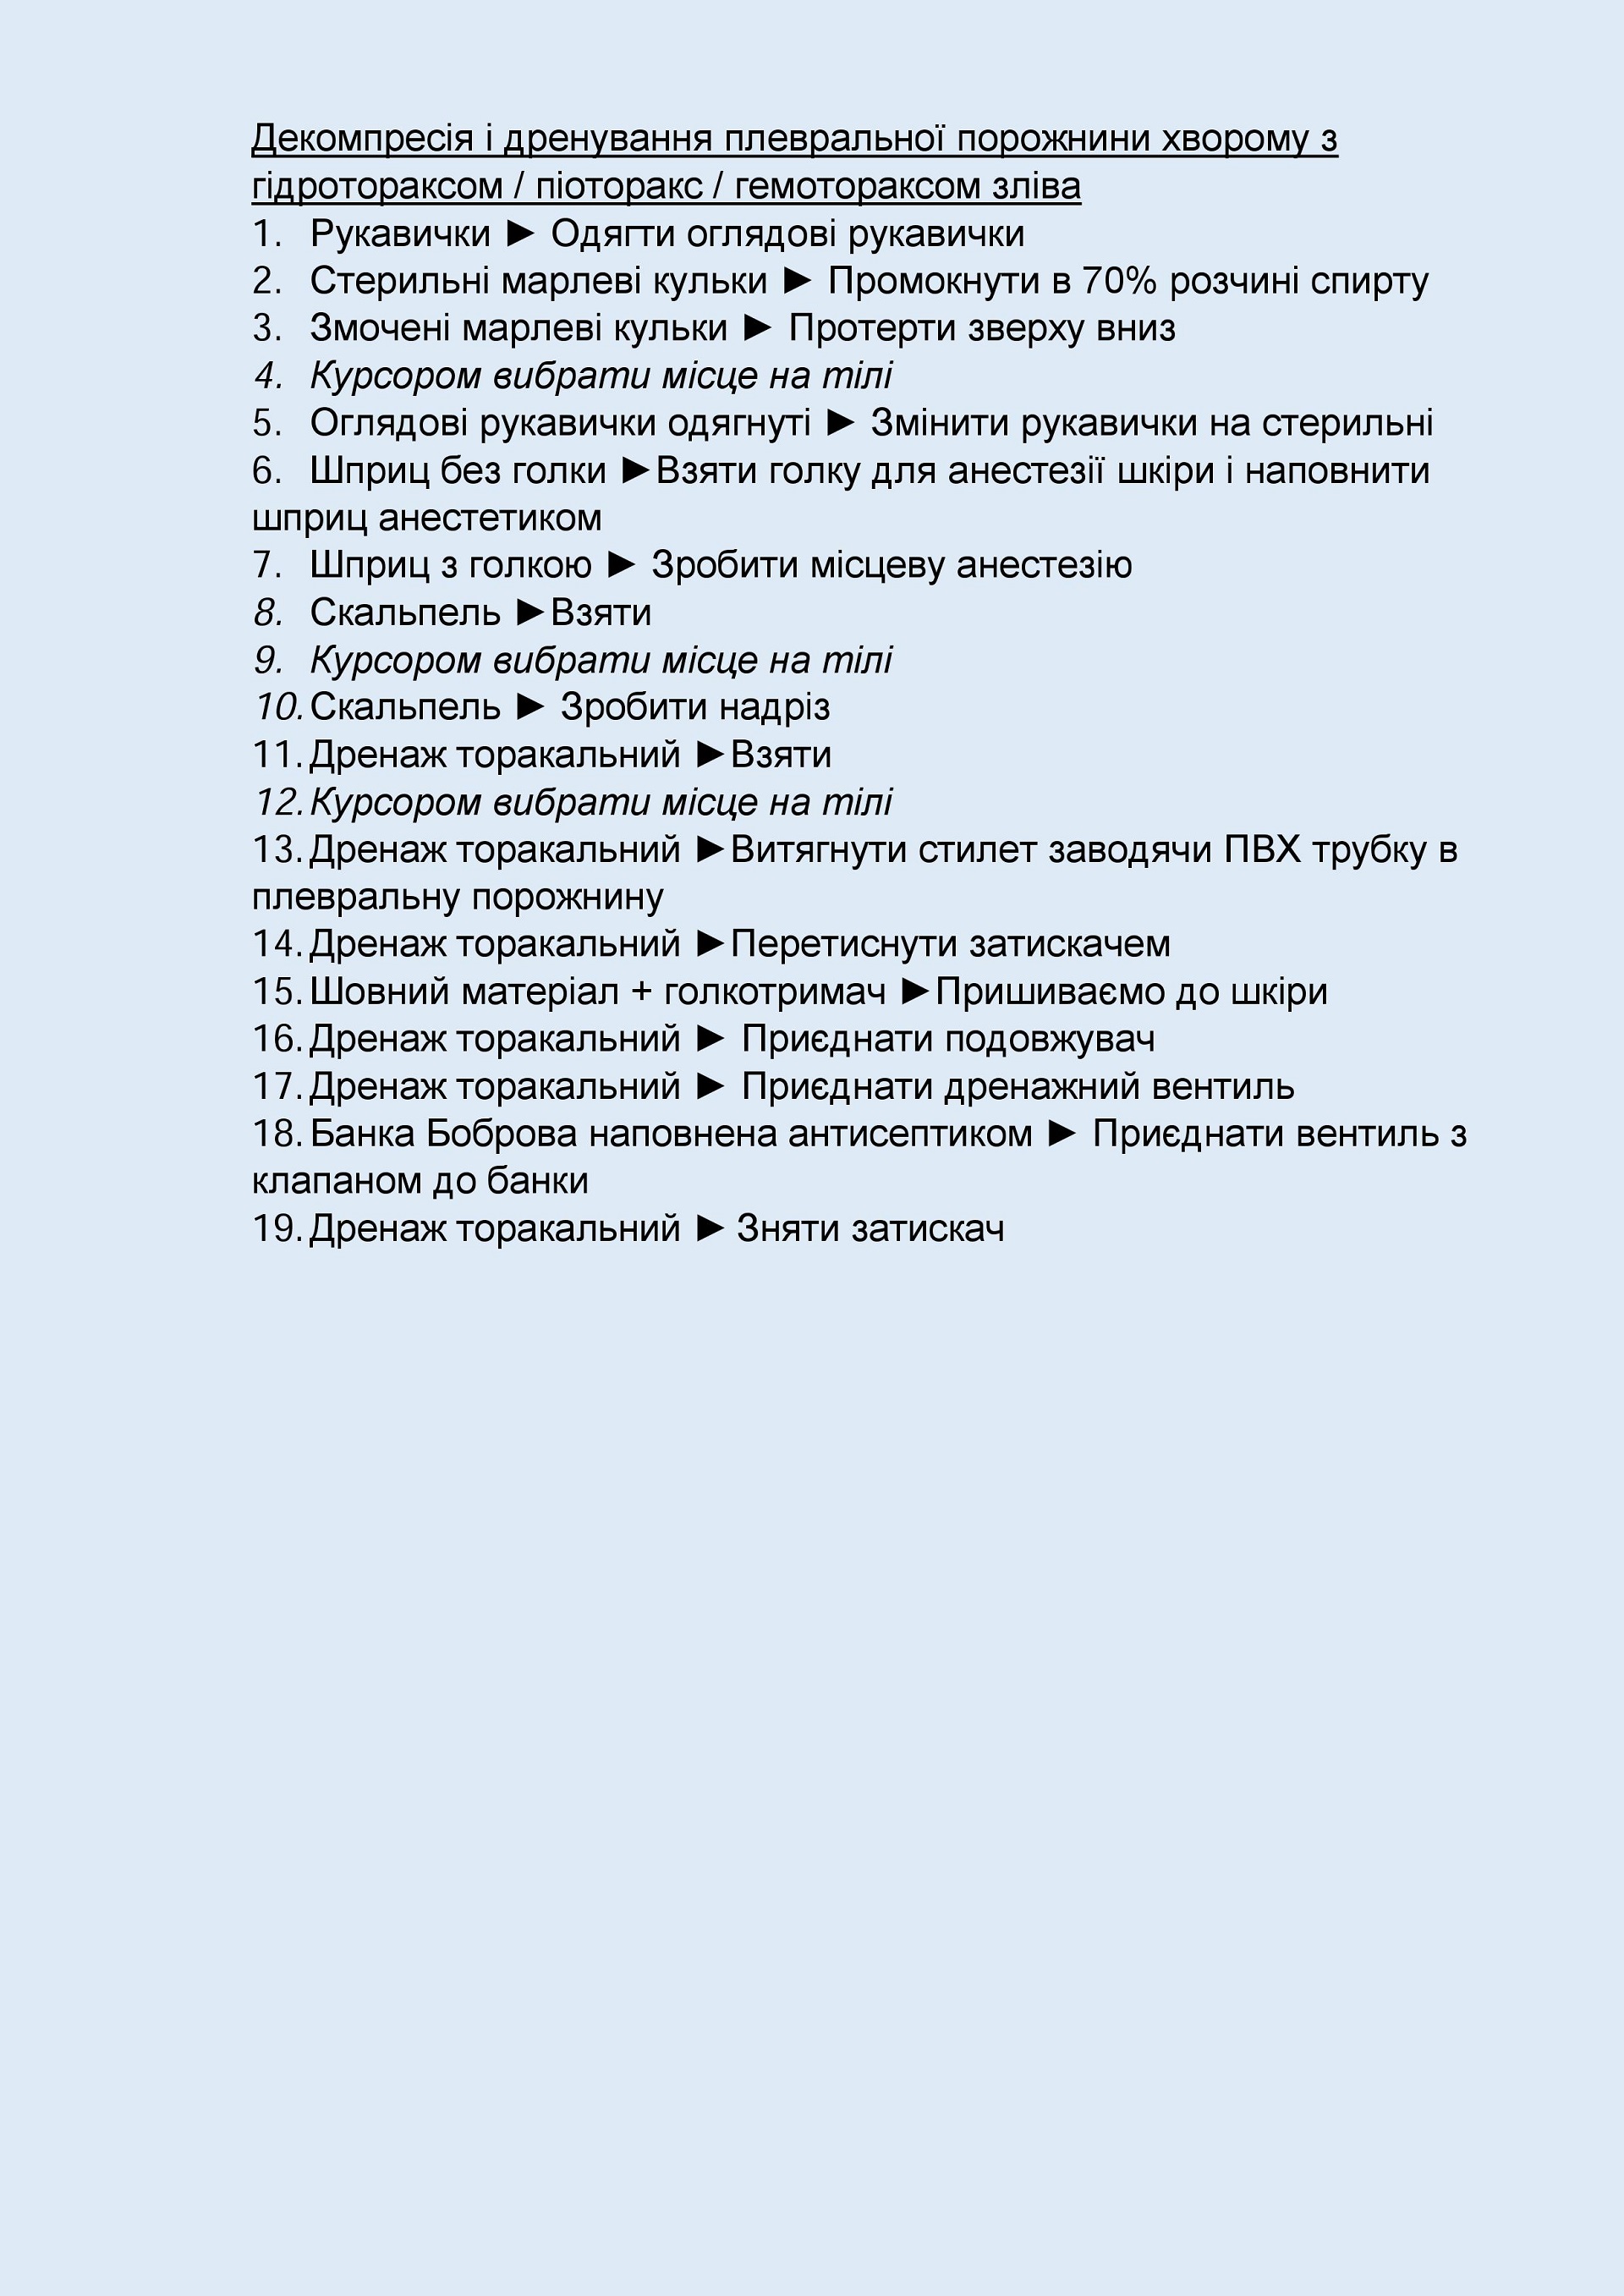 Декомпресія і дренування плевральної порожнини хворому з
гідротораксом / піоторакс / гемотораксом зліва
1. Рукавички ► Одягти оглядові рукавички
2. Стерильні марлеві кульки ► Промокнути в 70% розчині спирту
3. Змочені марлеві кульки ► Протерти зверху вниз
4. Курсором вибрати місце на тілі
5. Оглядові рукавички одягнуті ► Змінити рукавички на стерильні
6. Шприц без голки ►Взяти голку для анестезії шкіри і наповнити
шприц анестетиком
7. Шприц з голкою ► Зробити місцеву анестезію
8. Скальпель ►Взяти
9. Курсором вибрати місце на тілі
10. Скальпель ► Зробити надріз
11. Дренаж торакальний ►Взяти
12. Курсором вибрати місце на тілі
13. Дренаж торакальний ►Витягнути стилет заводячи ПВХ трубку в
плевральну порожнину
14. Дренаж торакальний ►Перетиснути затискачем
15. Шовний матеріал + голкотримач ►Пришиваємо до шкіри
16. Дренаж торакальний ► Приєднати подовжувач
17. Дренаж торакальний ► Приєднати дренажний вентиль
18. Банка Боброва наповнена антисептиком ► Приєднати вентиль з
клапаном до банки
19. Дренаж торакальний ► Зняти затискач